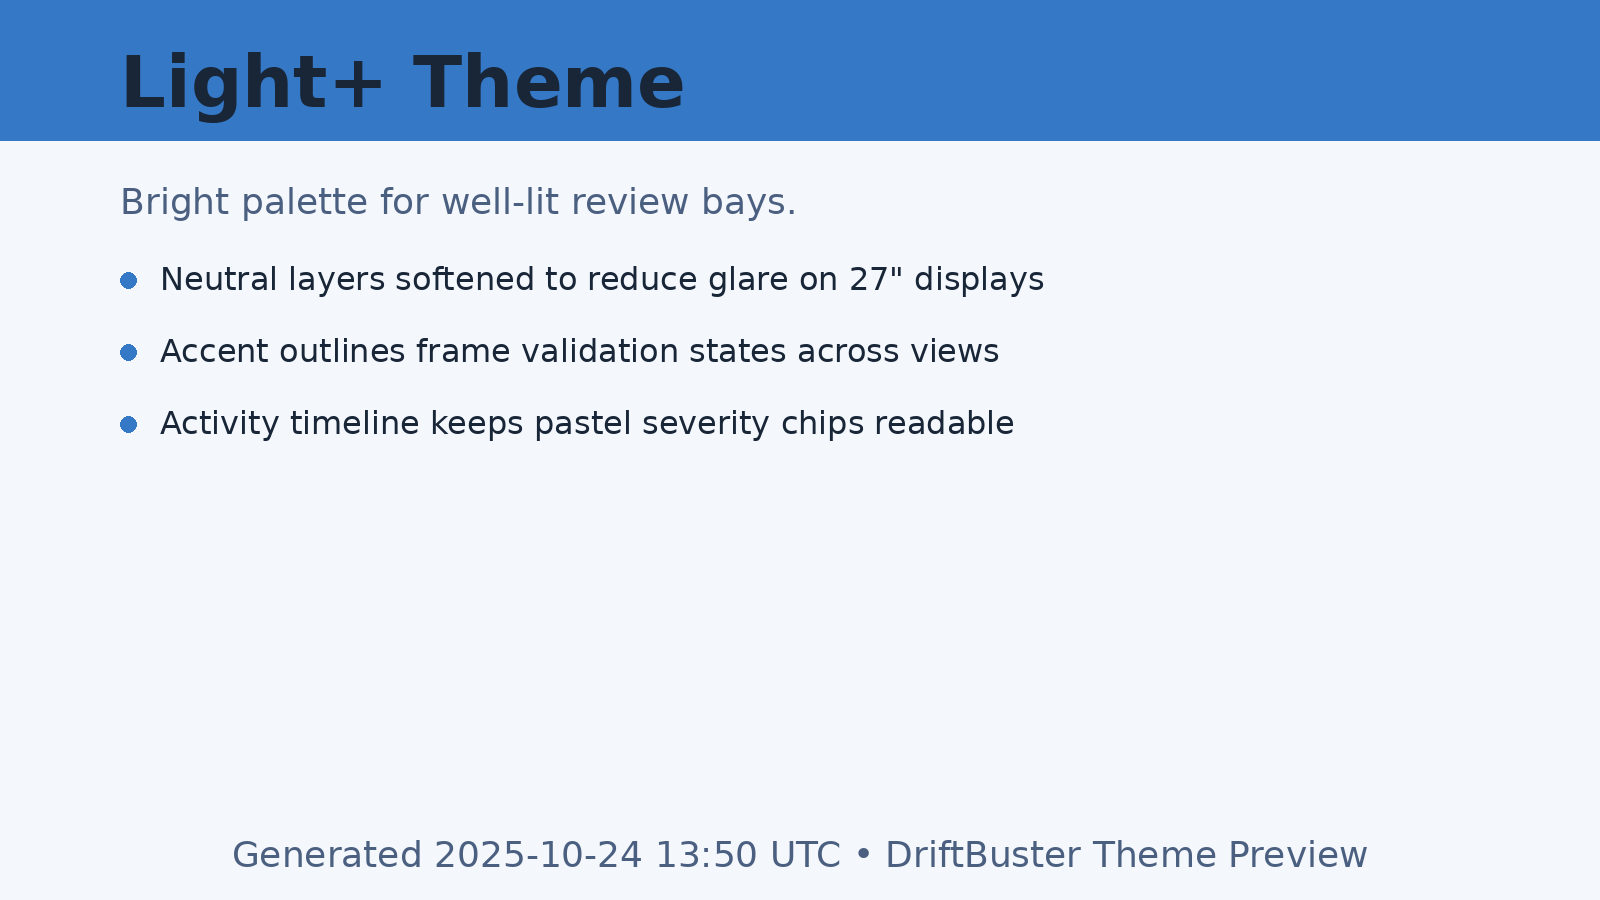 Light+ Theme
Bright palette for well-lit review bays.
Neutral layers softened to reduce glare on 27" displays
Accent outlines frame validation states across views
Activity timeline keeps pastel severity chips readable
Generated 2025-10-24 13:50 UTC • DriftBuster Theme Preview